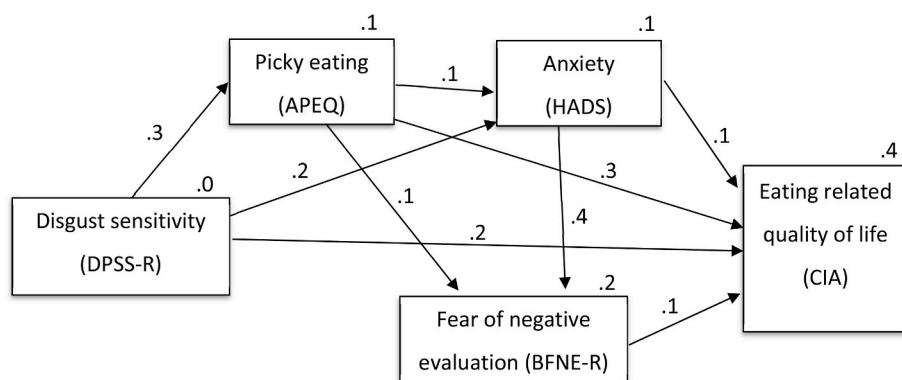 .1
Picky eating
(APEQ)
.1
Anxiety
(HADS)
.1
.3
.2
.1
.3
.4
.1
.0
Disgust sensitivity
(DPSS-R)
.2
.4
Eating related
quality of life
(CIA)
.2
Fear of negative
evaluation (BFNE-R)
.1